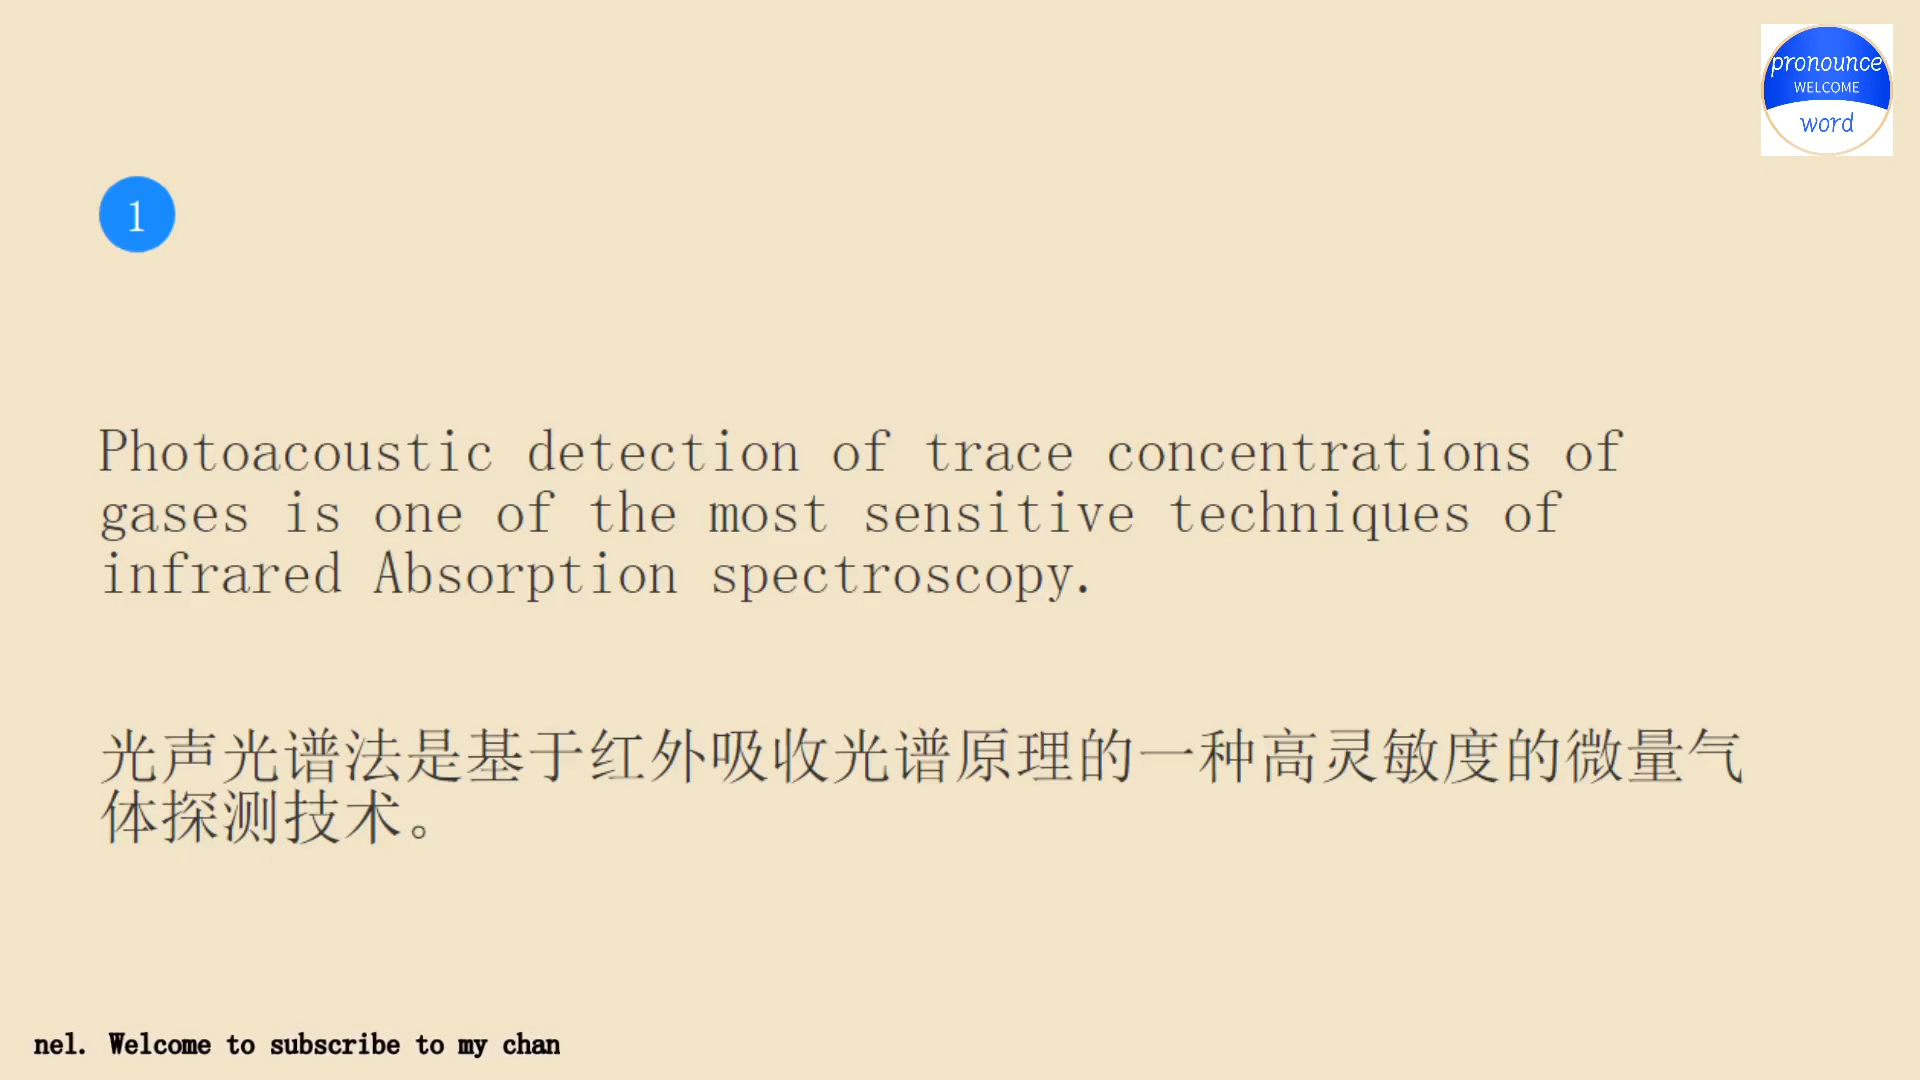 pronounce
WELCOME
word
1
Photoacoustic detection of trace concentrations of
gases is one of the most sensitive techniques of
infrared Absorption spectroscopy.
光声光谱法是基于红外吸收光谱原理的一种高灵敏度的微量气
体探测技术。
nel. Welcome to subscribe to my chan